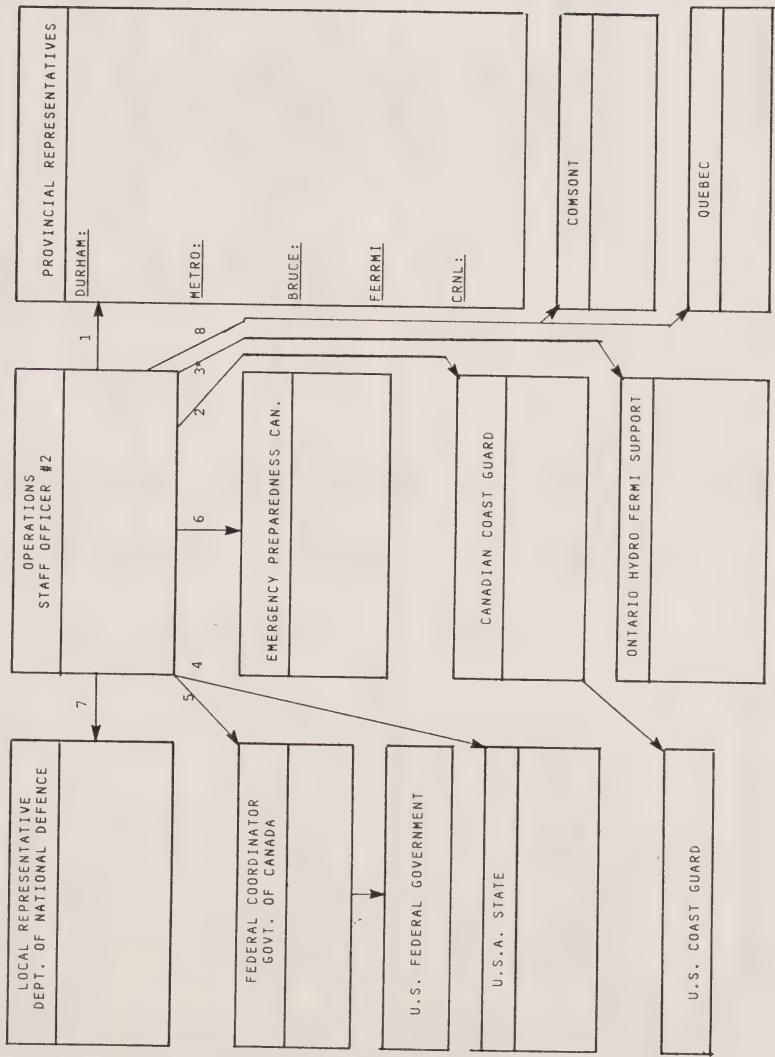 LOCAL REPRESENTATIVE
DEPT. OF NATIONAL DEFENCE
7
OPERATIONS
STAFF OFFICER #2
1
PROVINCIAL REPRESENTATIVES
DURHAM:
METRO:
BRUCE:
FERRMI
CRNL:
5
4
6
2
3*
8
FEDERAL COORDINATOR
GOVT. OF CANADA
EMERGENCY PREPAREDNESS CAN.
U.S. FEDERAL GOVERNMENT
U.S.A. STATE
CANADIAN COAST GUARD
COMSONT
U.S. COAST GUARD
ONTARIO HYDRO FERMI SUPPORT
QUEBEC